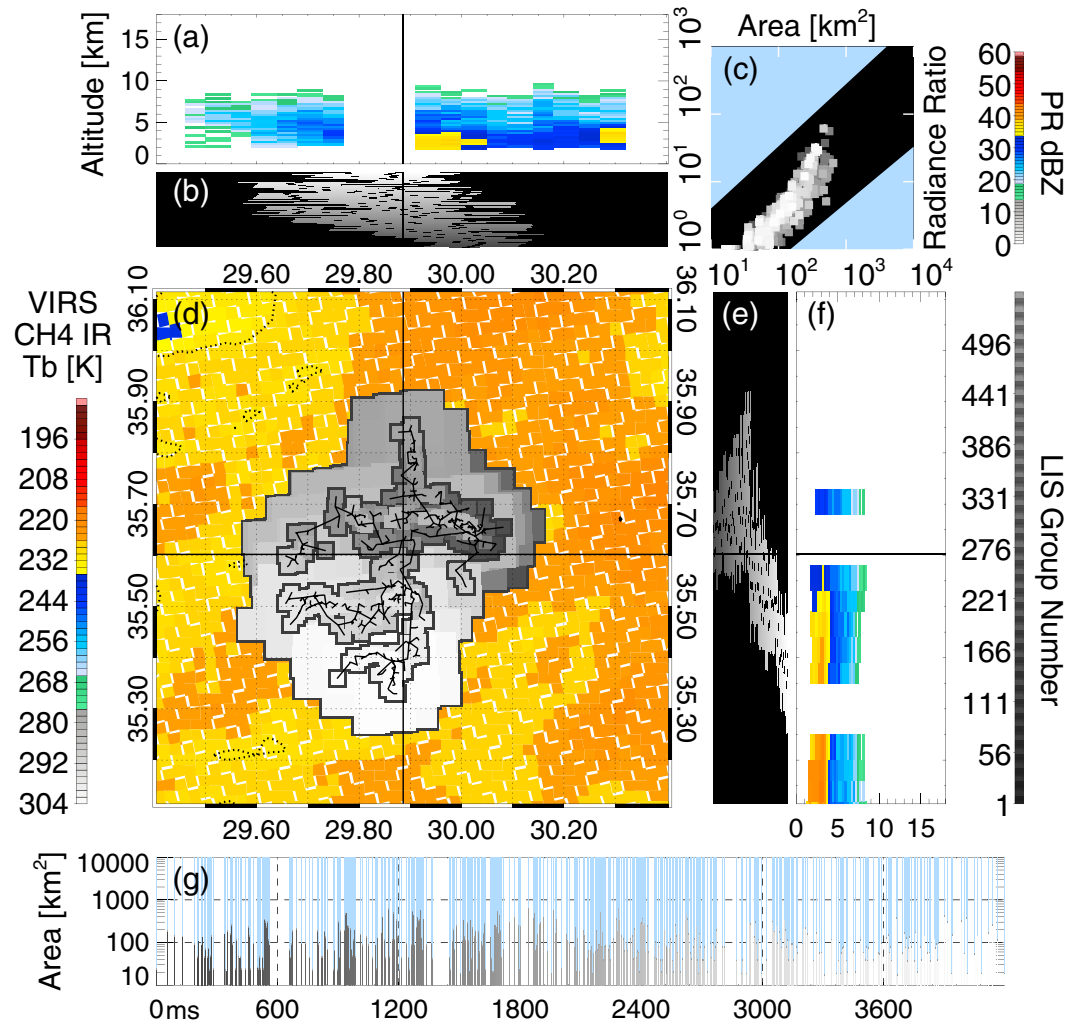 Area [km²]
(a)
15
10
5
0
Altitude [km]
10³
10²
10¹
10⁰
(c)
Radiance Ratio
60
50
40
30
20
10
0
PR dBZ
(b)
29.60 29.80 30.00 30.20
10¹ 10² 10³ 10⁴
VIRS
CH4 IR
Tb [K]
196
208
220
232
244
256
268
280
292
304
(d)
36.10
35.90
35.70
35.50
35.30
36.10
35.90
35.70
35.50
35.30
29.60 29.80 30.00 30.20
(e)
(f)
0 5 10 15
496
441
386
331
276
221
166
111
56
1
LIS Group Number
(g)
Area [km²]
10000
1000
100
10
0 ms 600 1200 1800 2400 3000 3600